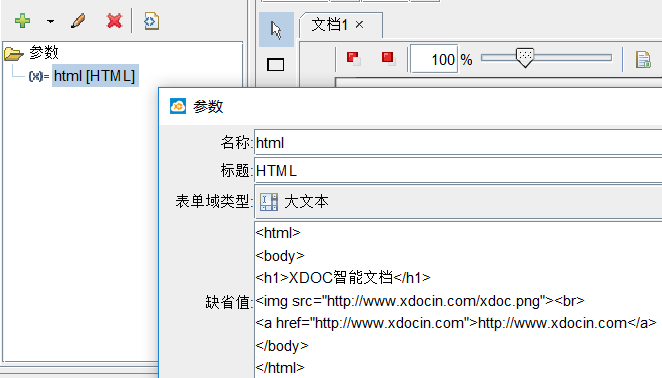 参数
html [HTML]
文档1
100 %
参数
名称: html
标题: HTML
表单域类型: 大文本
缺省值:
<html>
<body>
<h1>XDOC智能文档</h1>
<img src="http://www.xdocin.com/xdoc.png"><br>
<a href="http://www.xdocin.com">http://www.xdocin.com</a>
</body>
</html>